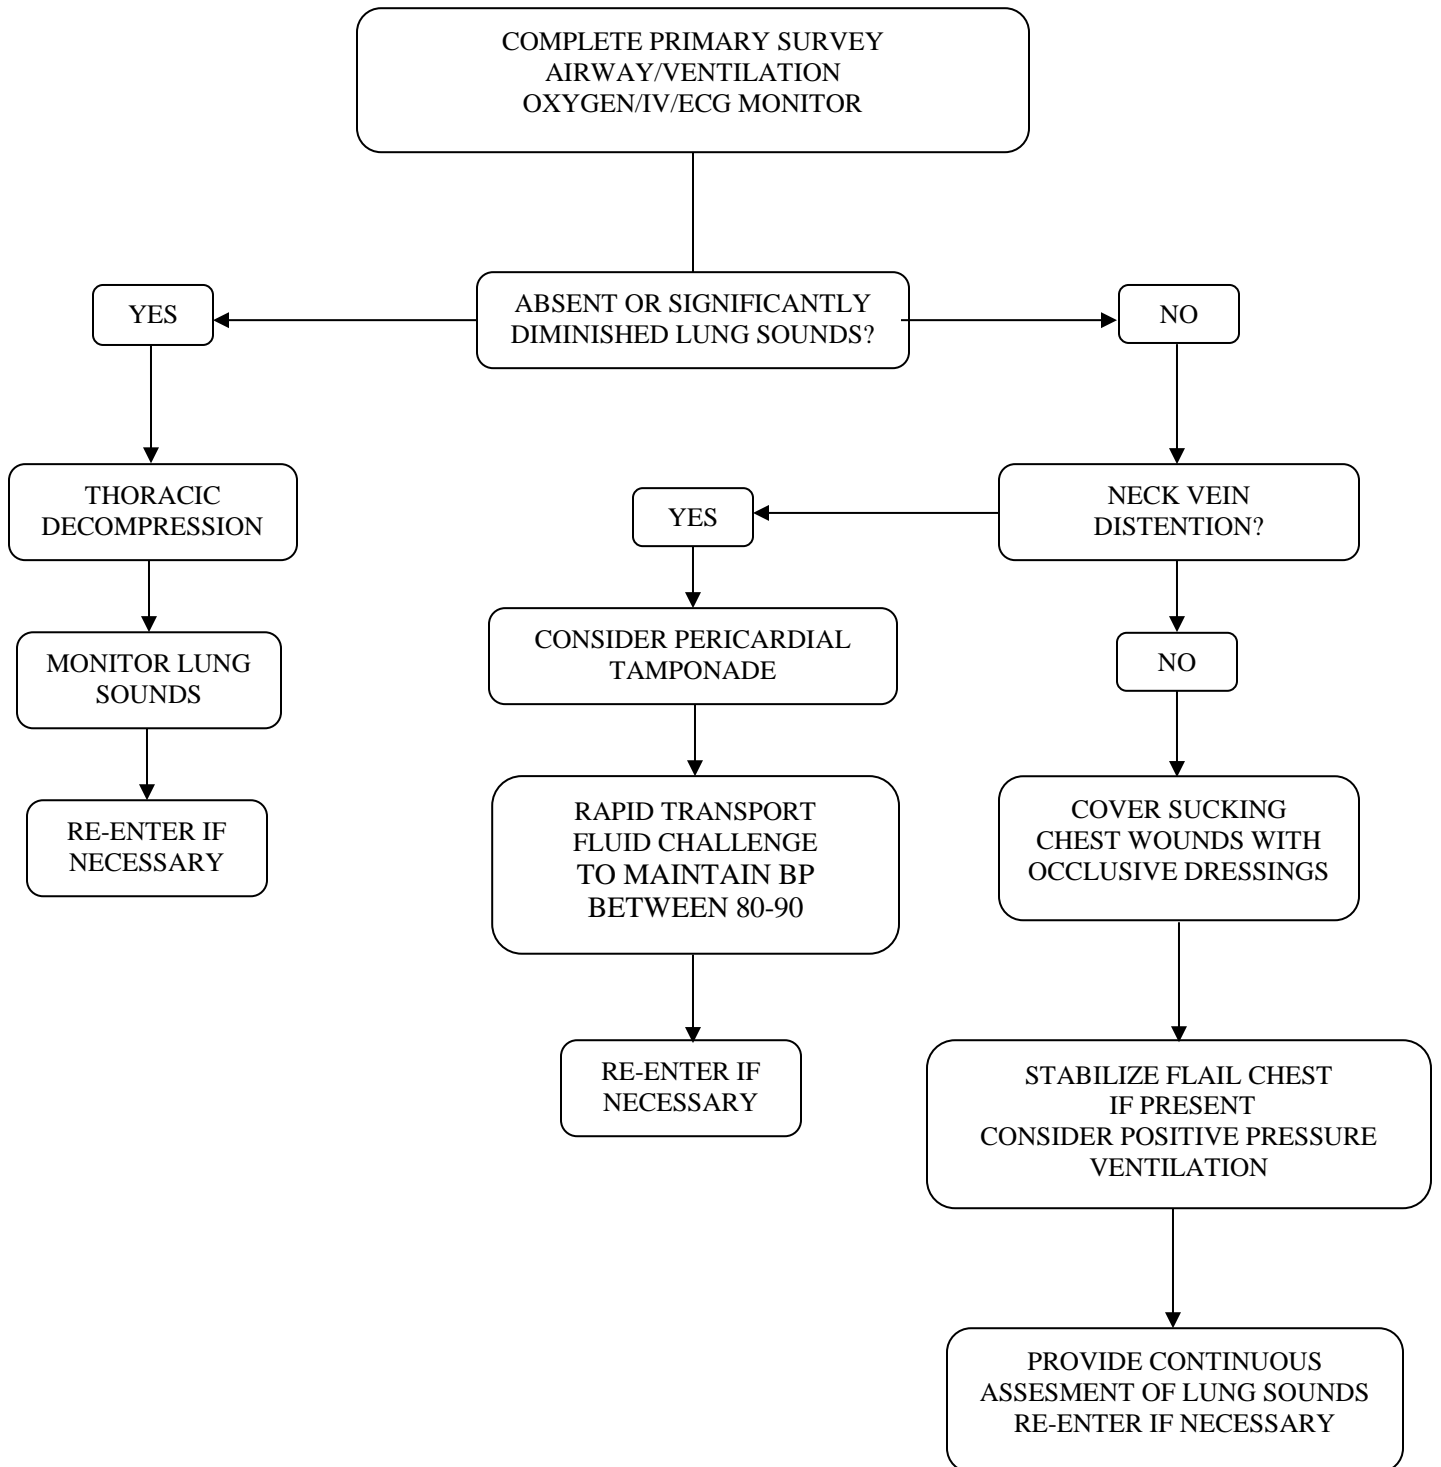 COMPLETE PRIMARY SURVEY
AIRWAY/VENTILATION
OXYGEN/IV/ECG MONITOR
ABSENT OR SIGNIFICANTLY
DIMINISHED LUNG SOUNDS?
YES
NO
THORACIC
DECOMPRESSION
MONITOR LUNG
SOUNDS
RE-ENTER IF
NECESSARY
NECK VEIN
DISTENTION?
YES
CONSIDER PERICARDIAL
TAMPONADE
RAPID TRANSPORT
FLUID CHALLENGE
TO MAINTAIN BP
BETWEEN 80-90
RE-ENTER IF
NECESSARY
NO
COVER SUCKING
CHEST WOUNDS WITH
OCCLUSIVE DRESSINGS
STABILIZE FLAIL CHEST
IF PRESENT
CONSIDER POSITIVE PRESSURE
VENTILATION
PROVIDE CONTINUOUS
ASSESMENT OF LUNG SOUNDS
RE-ENTER IF NECESSARY